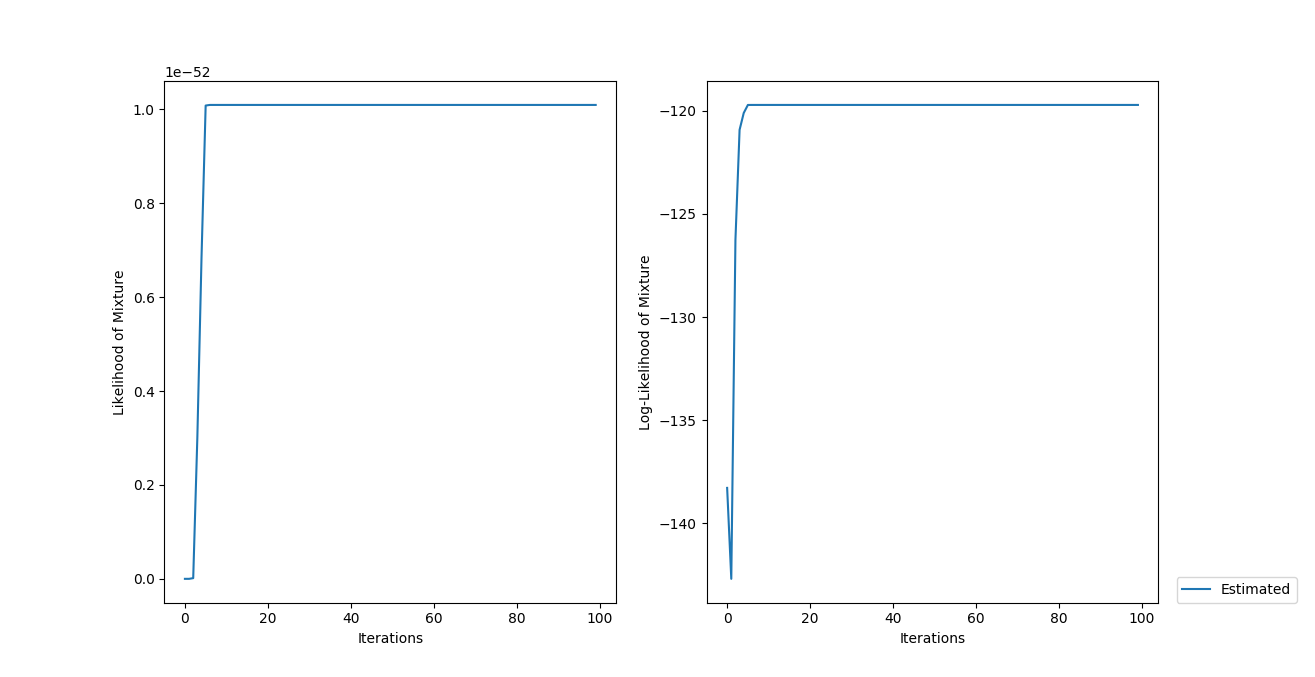 1e−52
1.0
0.8
0.6
0.4
0.2
0.0
Likelihood of Mixture
0 20 40 60 80 100
Iterations
−120
−125
−130
−135
−140
Log-Likelihood of Mixture
0 20 40 60 80 100
Iterations
Estimated